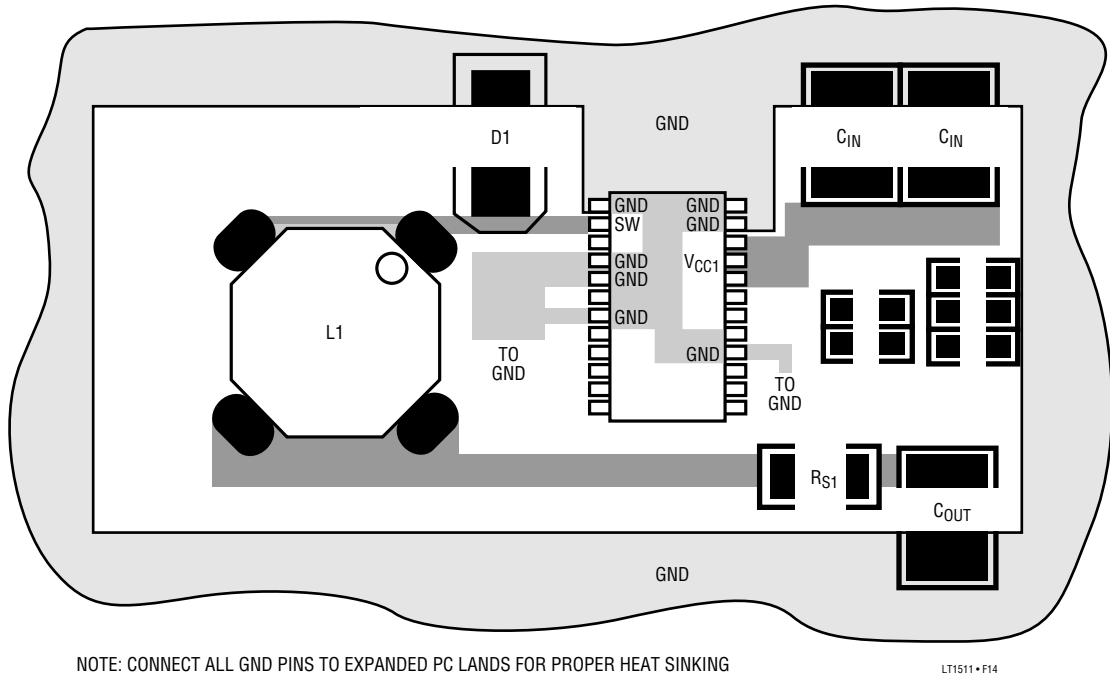 GND
D1
C_IN
C_IN
GND
GND
SW
GND
GND
V_CC1
GND
GND
GND
L1
TO
GND
TO
GND
R_S1
C_OUT
GND
NOTE: CONNECT ALL GND PINS TO EXPANDED PC LANDS FOR PROPER HEAT SINKING
LT1511 • F14